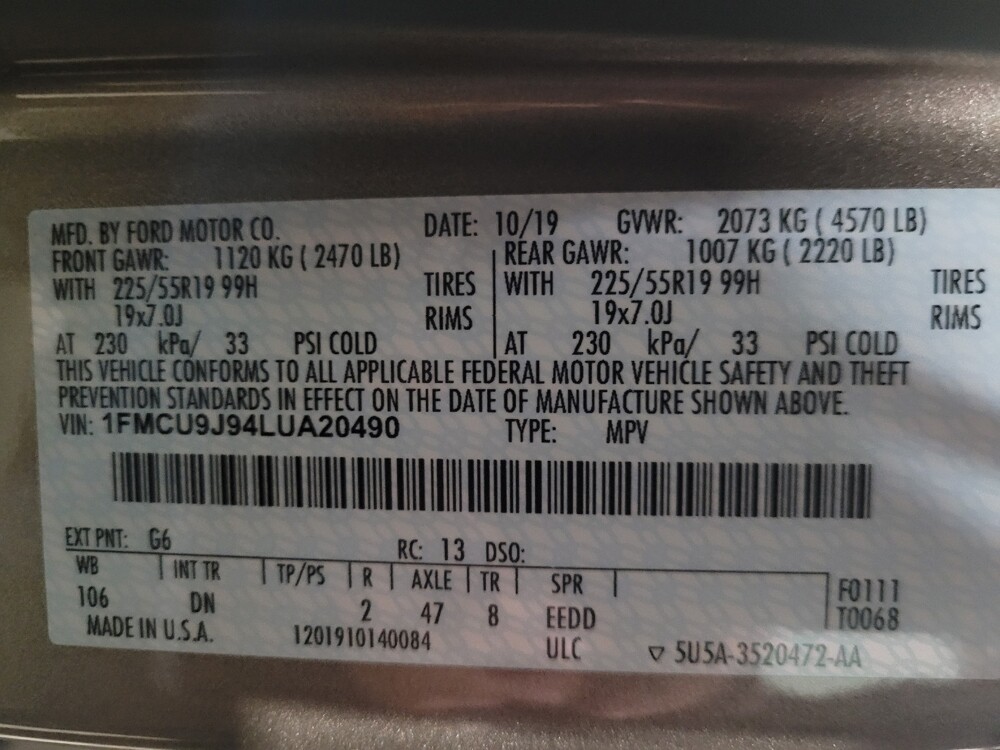 MFD. BY FORD MOTOR CO. DATE: 10/19 GVWR: 2073 KG ( 4570 LB)
FRONT GAWR: 1120 KG ( 2470 LB) REAR GAWR: 1007 KG ( 2220 LB)
WITH 225/55R19 99H TIRES WITH 225/55R19 99H TIRES
19x7.0J RIMS 19x7.0J RIMS
AT 230 kPa/ 33 PSI COLD AT 230 kPa/ 33 PSI COLD
THIS VEHICLE CONFORMS TO ALL APPLICABLE FEDERAL MOTOR VEHICLE SAFETY AND THEFT
PREVENTION STANDARDS IN EFFECT ON THE DATE OF MANUFACTURE SHOWN ABOVE.
VIN: 1FMCU9J94LUA20490 TYPE: MPV
EXT PNT: G6 RC: 13 DSO:
WB INT TR TP/PS R AXLE TR SPR F0111
106 DN 2 47 8 EEDD T0068
MADE IN U.S.A. 1201910140084 ULC ▽ 5U5A-3520472-AA